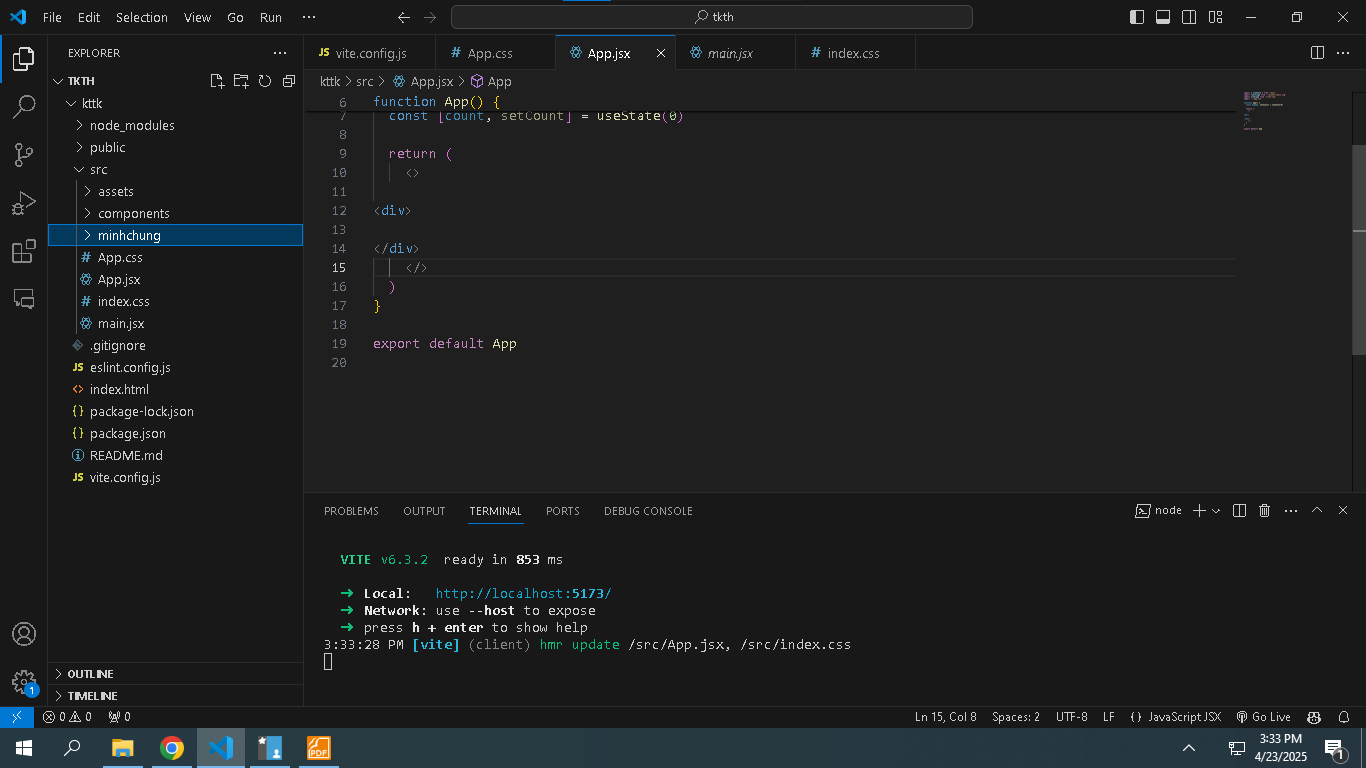 File Edit Selection View Go Run ··· tkth
EXPLORER ···
TKTH
kttk
node_modules
public
src
assets
components
minhchung
# App.css
App.jsx
# index.css
main.jsx
.gitignore
JS eslint.config.js
<> index.html
{} package-lock.json
{} package.json
README.md
JS vite.config.js
OUTLINE
TIMELINE
1
JS vite.config.js # App.css App.jsx main.jsx # index.css
kttk > src > App.jsx > App
6 function App() {
7 const [count, setCount] = useState(0)
8
9 return (
10 <>
11
12 <div>
13
14 </div>
15 </>
16 )
17 }
18
19 export default App
20
PROBLEMS OUTPUT TERMINAL PORTS DEBUG CONSOLE node
VITE v6.3.2 ready in 853 ms
➜ Local: http://localhost:5173/
➜ Network: use --host to expose
➜ press h + enter to show help
3:33:28 PM [vite] (client) hmr update /src/App.jsx, /src/index.css
0 0 0 Ln 15, Col 8 Spaces: 2 UTF-8 LF {} JavaScript JSX Go Live
PDF
3:33 PM
4/23/2025
1